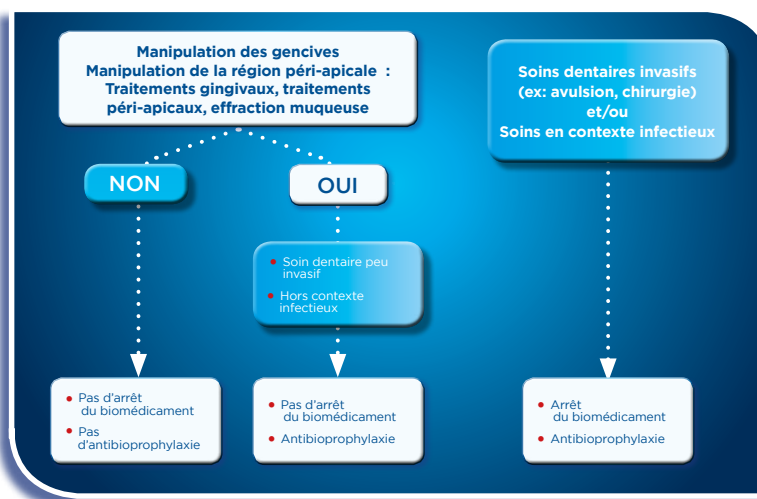 Manipulation des gencives
Manipulation de la région péri-apicale :
Traitements gingivaux, traitements
péri-apicaux, effraction muqueuse
Soins dentaires invasifs
(ex: avulsion, chirurgie)
et/ou
Soins en contexte infectieux
NON
OUI
• Soin dentaire peu
invasif
• Hors contexte
infectieux
• Pas d'arrêt
du biomédicament
• Pas
d'antibioprophylaxie
• Pas d'arrêt
du biomédicament
• Antibioprophylaxie
• Arrêt
du biomédicament
• Antibioprophylaxie